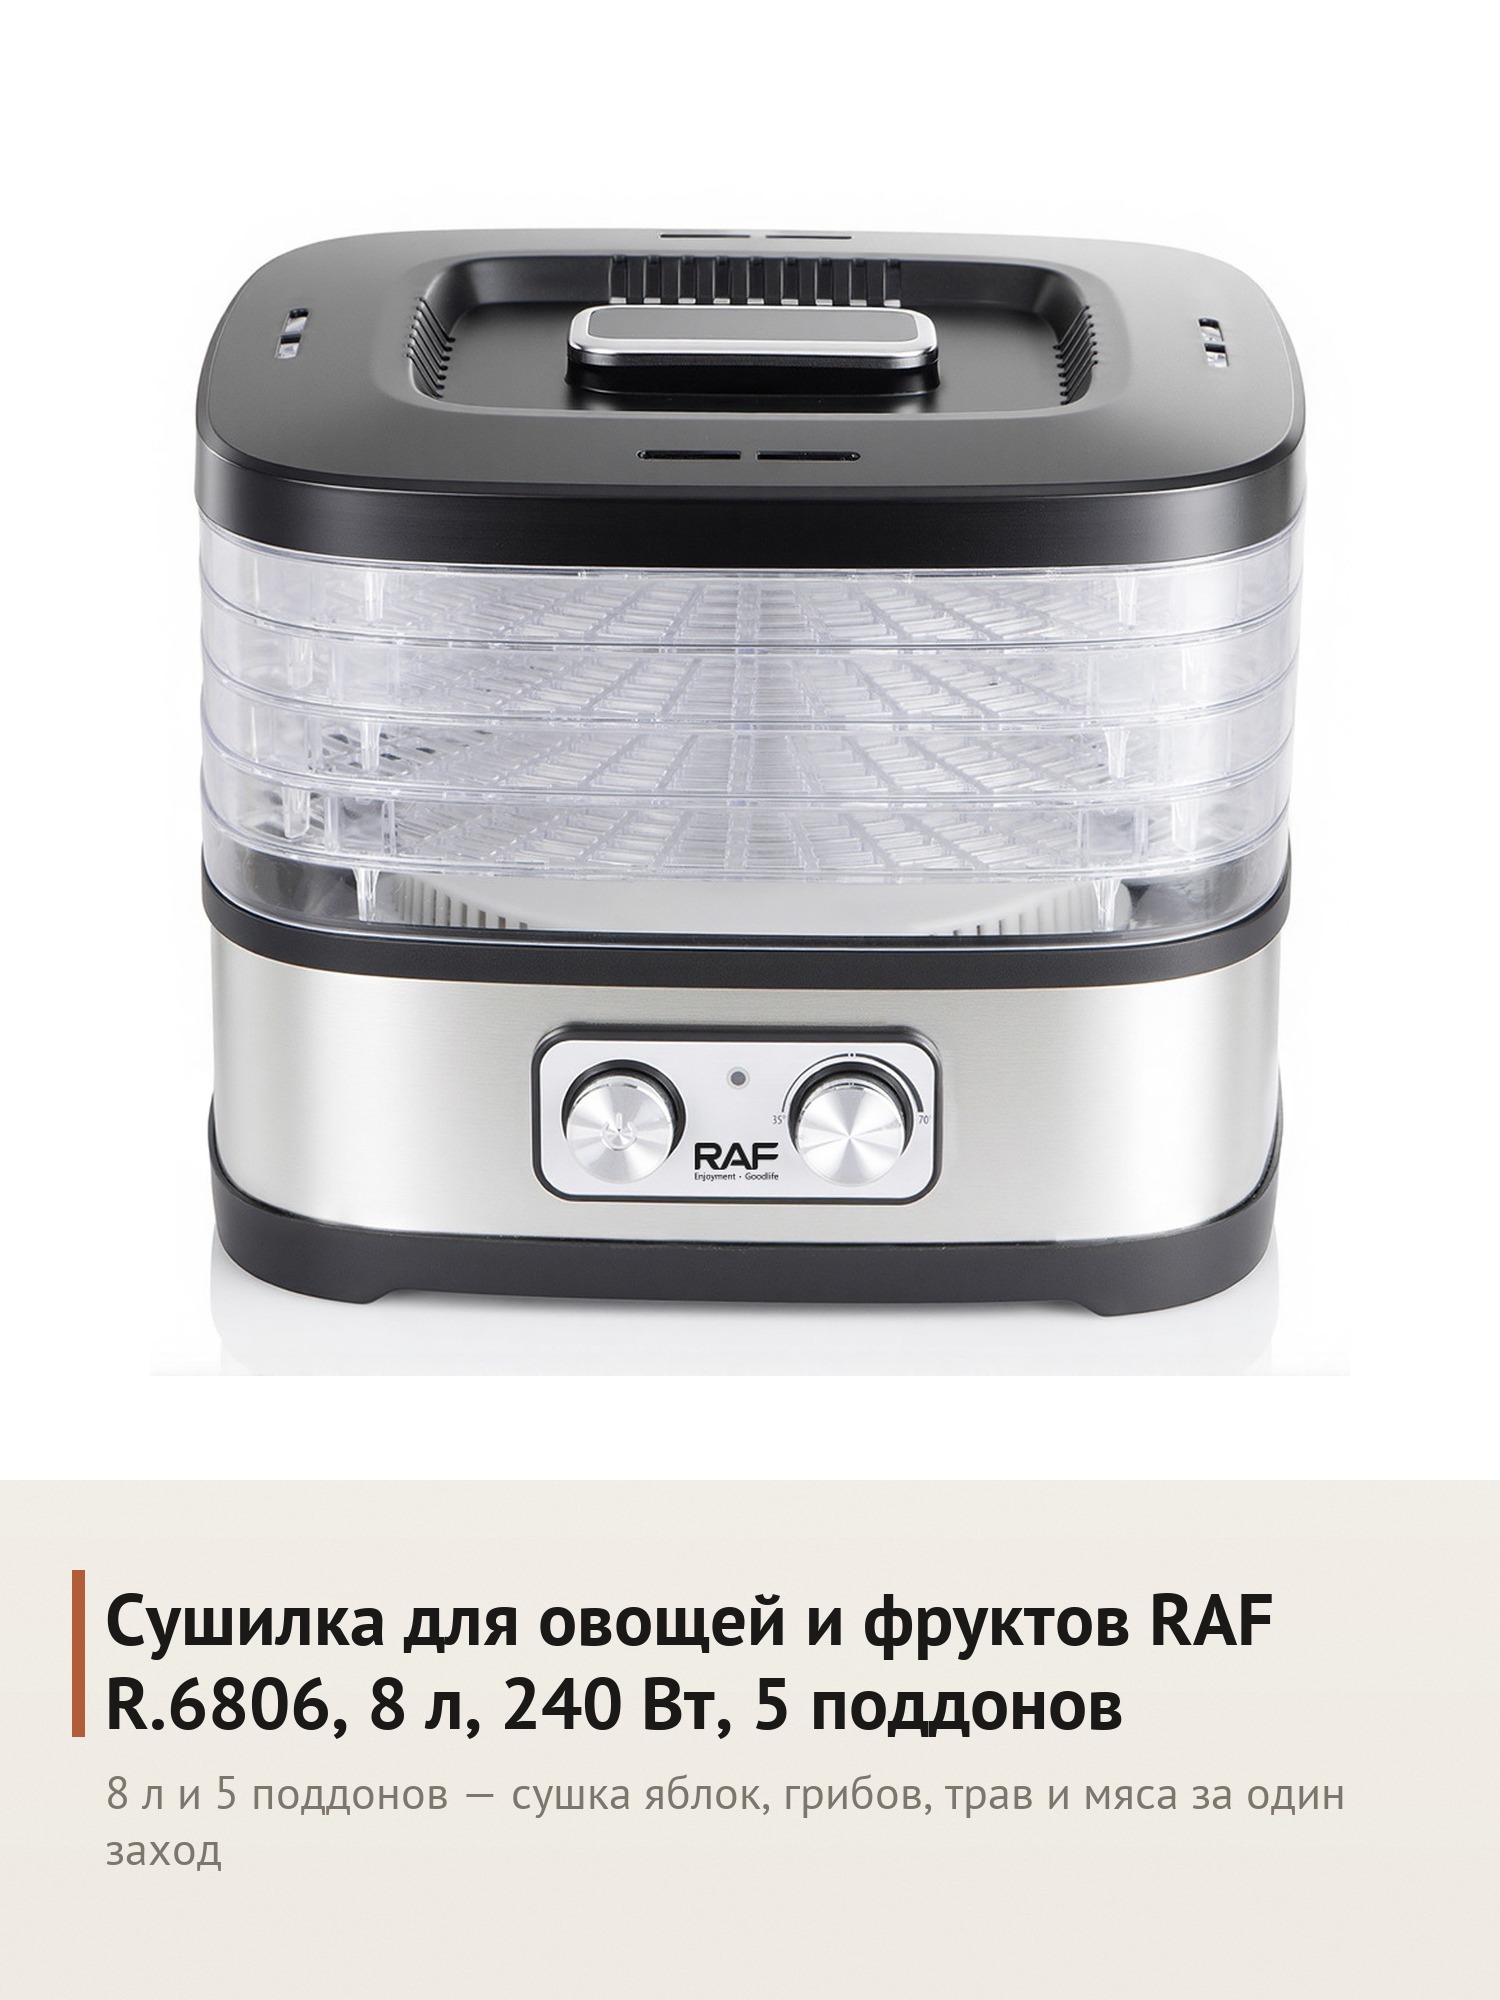 35° 70°
RAF
Enjoyment · Goodlife
Сушилка для овощей и фруктов RAF
R.6806, 8 л, 240 Вт, 5 поддонов
8 л и 5 поддонов — сушка яблок, грибов, трав и мяса за один
заход